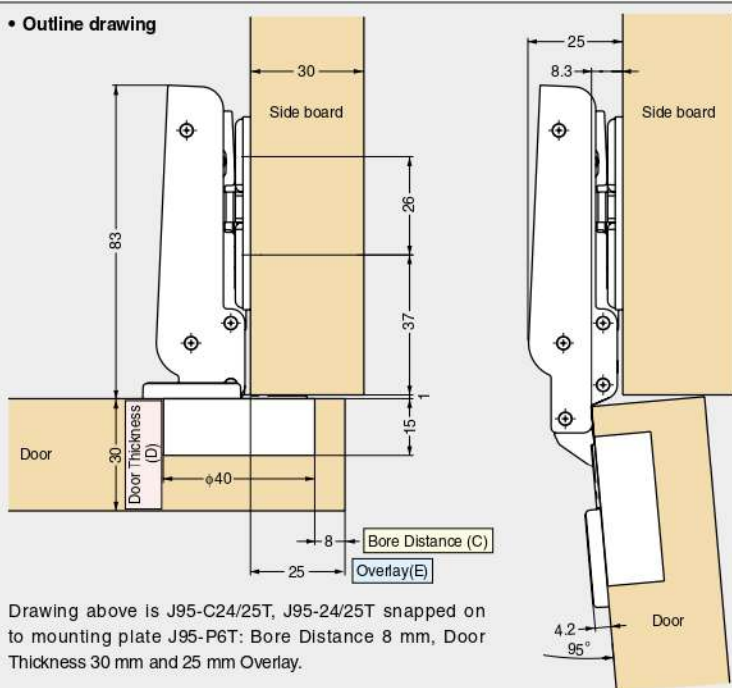 • Outline drawing
30
Side board
83
26
37
1
15
Door
30
Door Thickness
(D)
ϕ40
8
Bore Distance (C)
25
Overlay(E)
25
8.3
Side board
4.2
95°
Door
Drawing above is J95-C24/25T, J95-24/25T snapped on
to mounting plate J95-P6T: Bore Distance 8 mm, Door
Thickness 30 mm and 25 mm Overlay.